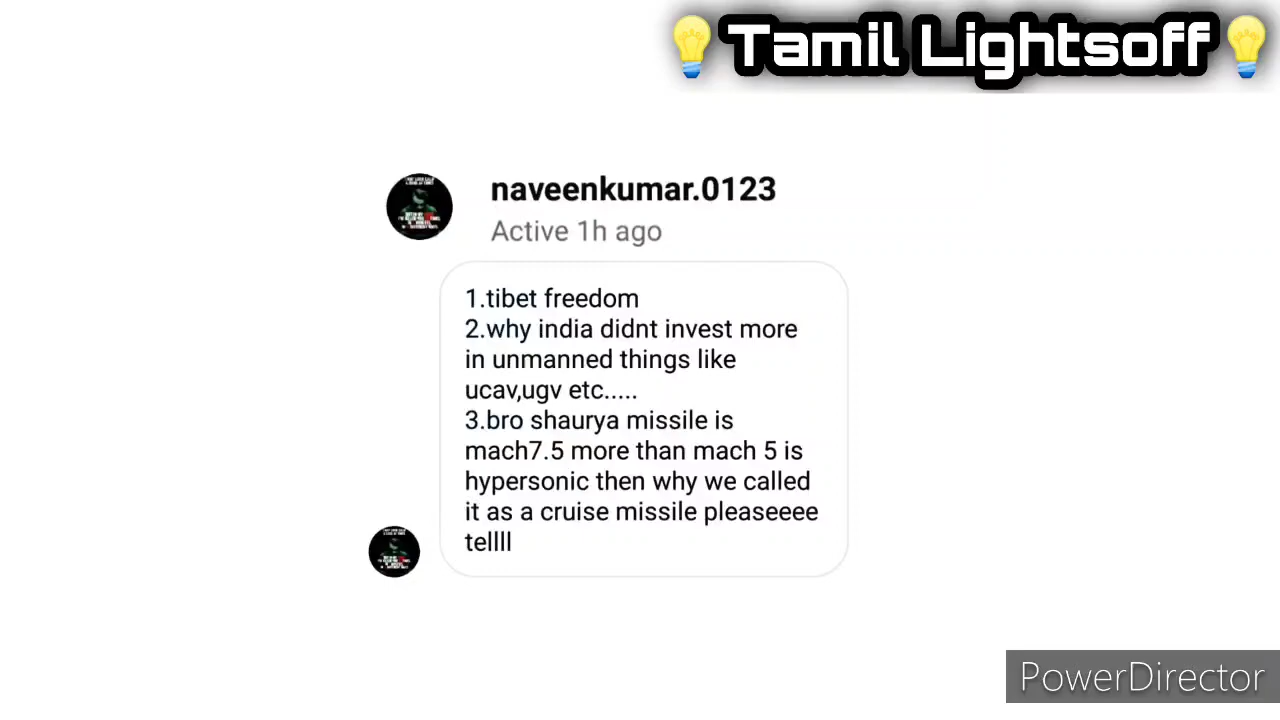 Tamil Lightsoff
naveenkumar.0123
Active 1h ago
1.tibet freedom
2.why india didnt invest more
in unmanned things like
ucav,ugv etc.....
3.bro shaurya missile is
mach7.5 more than mach 5 is
hypersonic then why we called
it as a cruise missile pleaseeee
tellll
PowerDirector